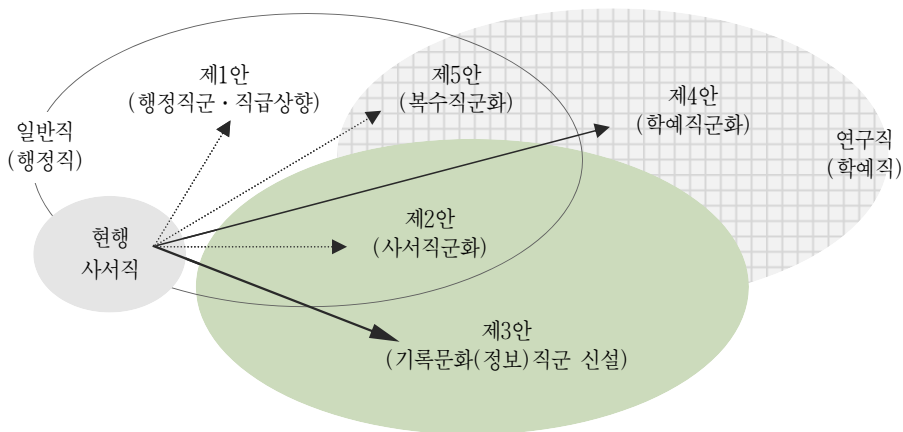 제1안
(행정직군·직급상향)
제5안
(복수직군화)
제4안
(학예직군화)
일반직
(행정직)
연구직
(학예직)
현행
사서직
제2안
(사서직군화)
제3안
(기록문화(정보)직군 신설)